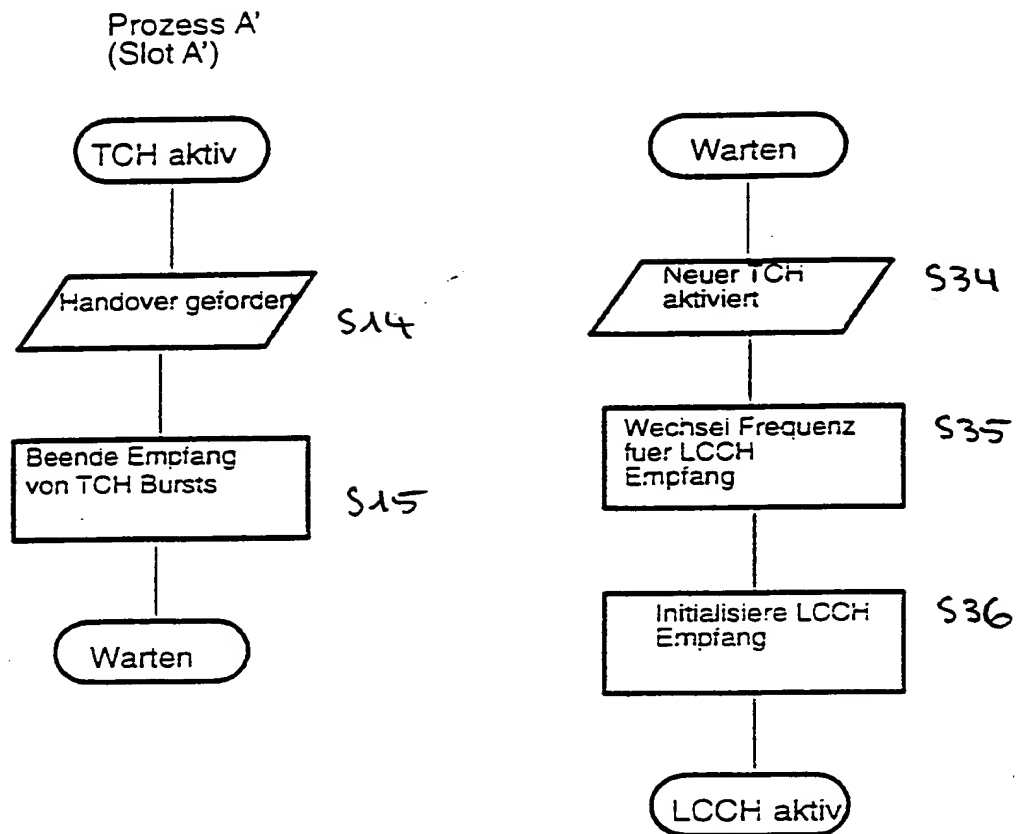 Prozess A'
(Slot A')
TCH aktiv
Handover gefordert
S14
Beende Empfang
von TCH Bursts
S15
Warten
Warten
Neuer TCH
aktiviert
S34
Wechsel Frequenz
fuer LCCH
Empfang
S35
Initialisiere LCCH
Empfang
S36
LCCH aktiv